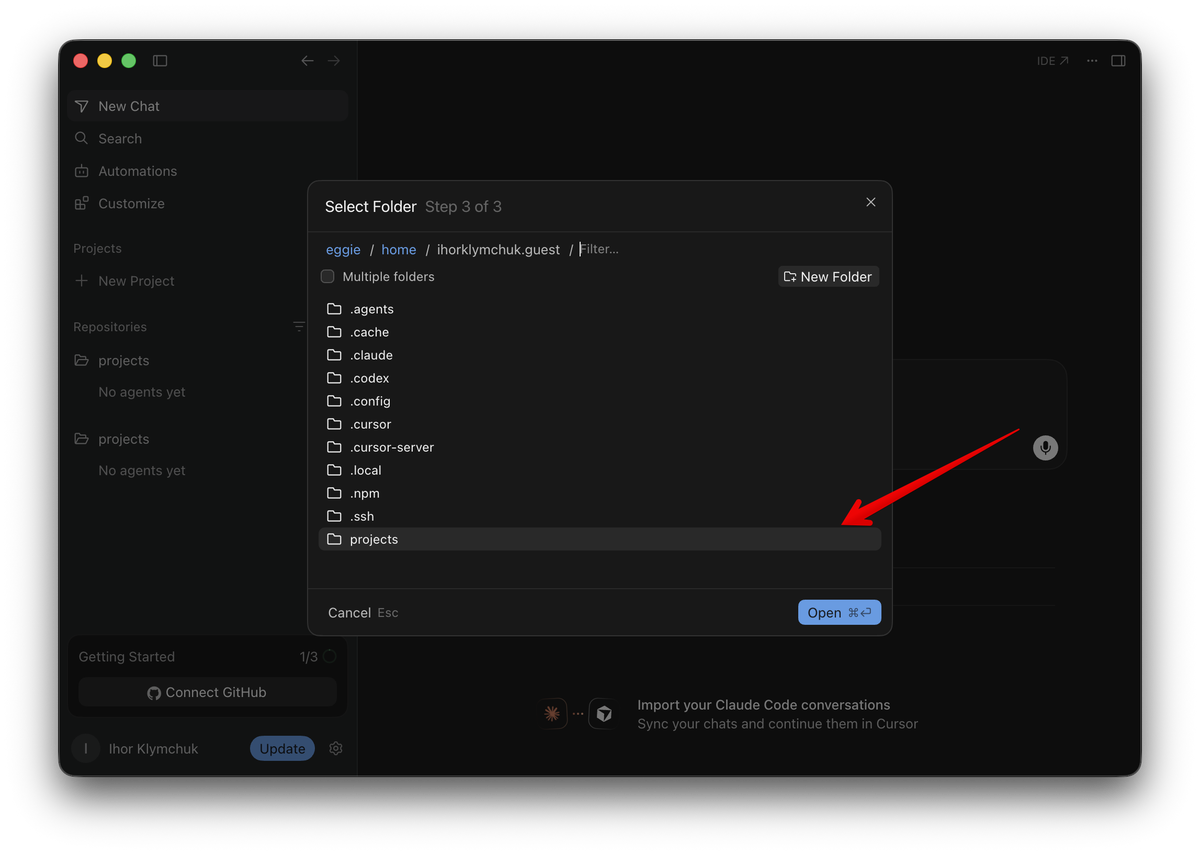 IDE
New Chat
Search
Automations
Customize
Projects
New Project
Repositories
projects
No agents yet
projects
No agents yet
Getting Started 1/3
Connect GitHub
I Ihor Klymchuk Update
Select Folder Step 3 of 3
eggie / home / ihorklymchuk.guest / Filter...
Multiple folders New Folder
.agents
.cache
.claude
.codex
.config
.cursor
.cursor-server
.local
.npm
.ssh
projects
Cancel Esc Open ⌘⏎
Import your Claude Code conversations
Sync your chats and continue them in Cursor